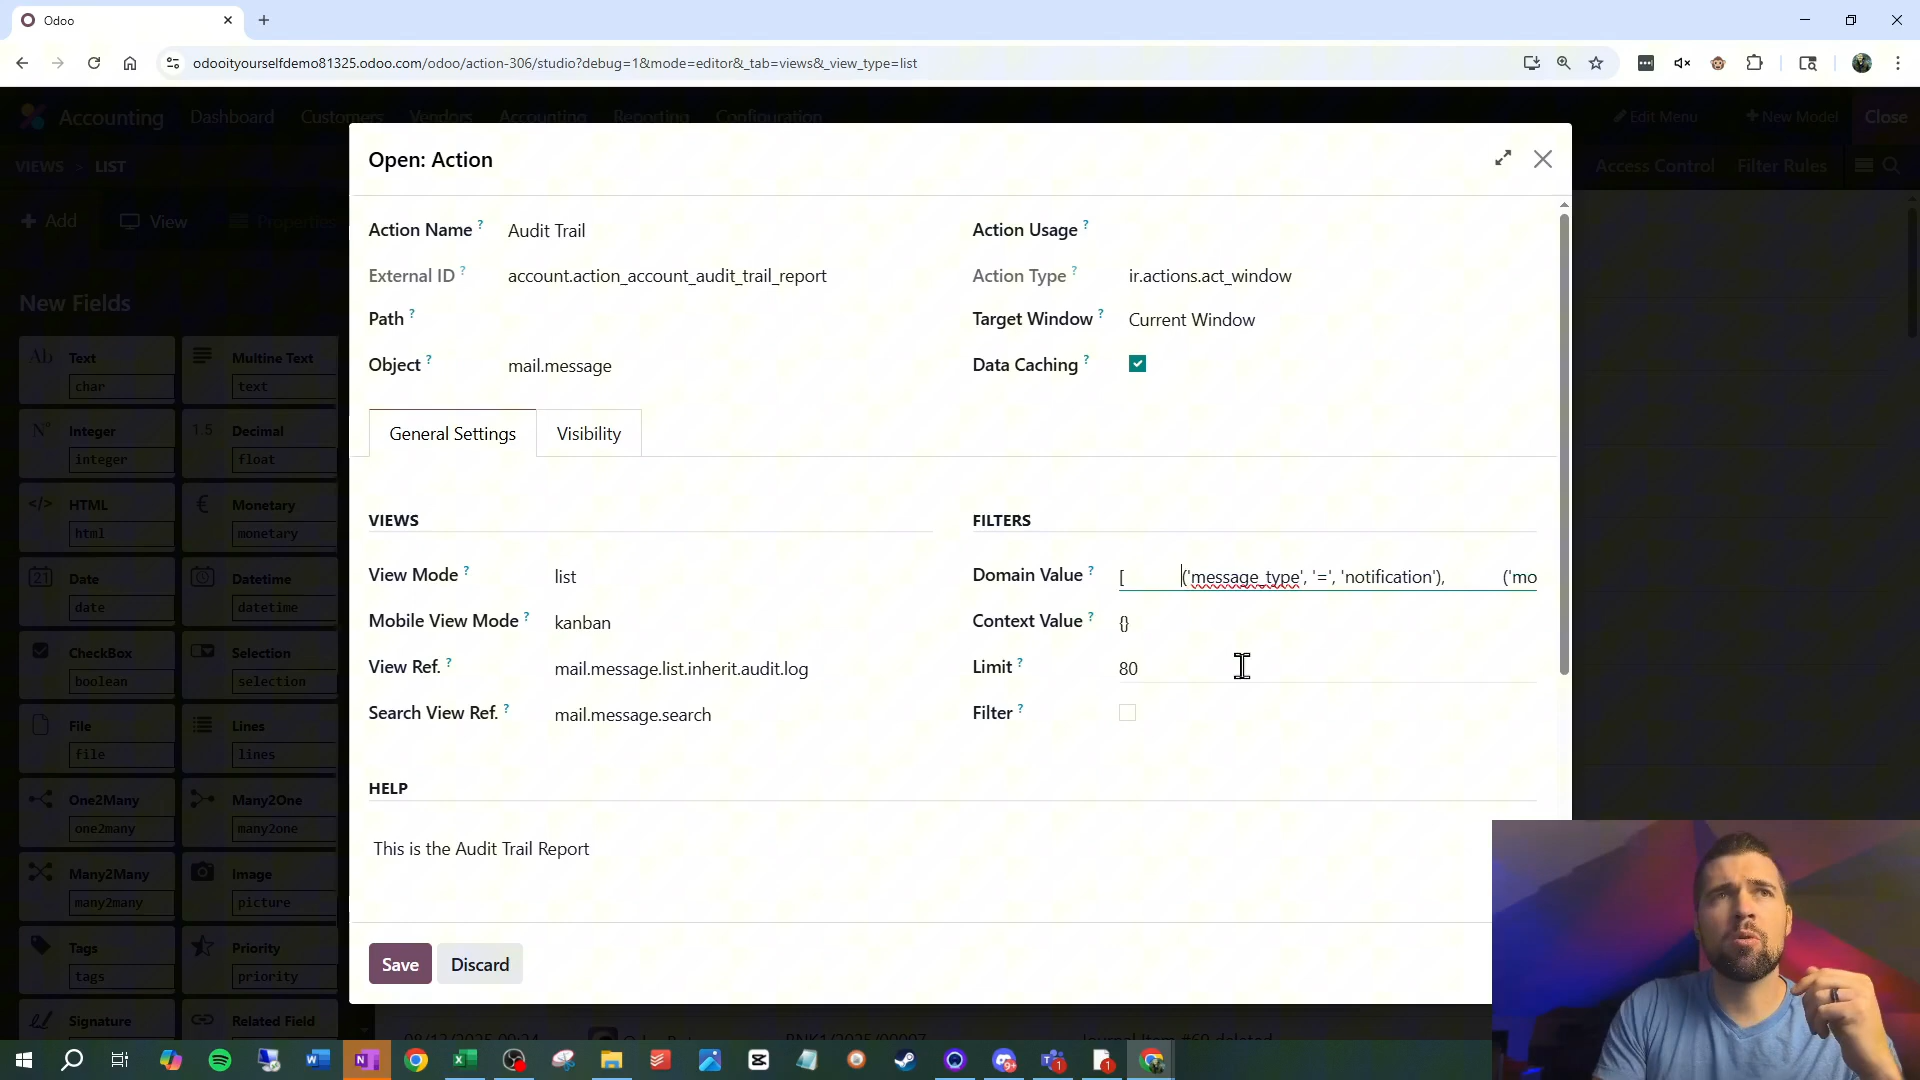 Odoo
odooityourselfdemo81325.odoo.com/odoo/action-306/studio?debug=1&mode=editor&_tab=views&_view_type=list
Accounting Dashboard Customers Vendors Accounting Reporting Configuration Edit Menu New Model Close
VIEWS > LIST Access Control Filter Rules
Add View Properties
New Fields
Text
char
Multine Text
text
Integer
integer
Decimal
float
HTML
html
Monetary
monetary
Date
date
Datetime
datetime
CheckBox
boolean
Selection
selection
File
file
Lines
lines
One2Many
one2many
Many2One
many2one
Many2Many
many2many
Image
picture
Tags
tags
Priority
priority
Signature
Related Field
Open: Action
Action Name ? Audit Trail
External ID ? account.action_account_audit_trail_report
Path ?
Object ? mail.message
Action Usage ?
Action Type ? ir.actions.act_window
Target Window ? Current Window
Data Caching ?
General Settings Visibility
VIEWS
View Mode ? list
Mobile View Mode ? kanban
View Ref. ? mail.message.list.inherit.audit.log
Search View Ref. ? mail.message.search
FILTERS
Domain Value ? [ ('message_type', '=', 'notification'), ('mo
Context Value ? {}
Limit ? 80
Filter ?
HELP
This is the Audit Trail Report
Save Discard